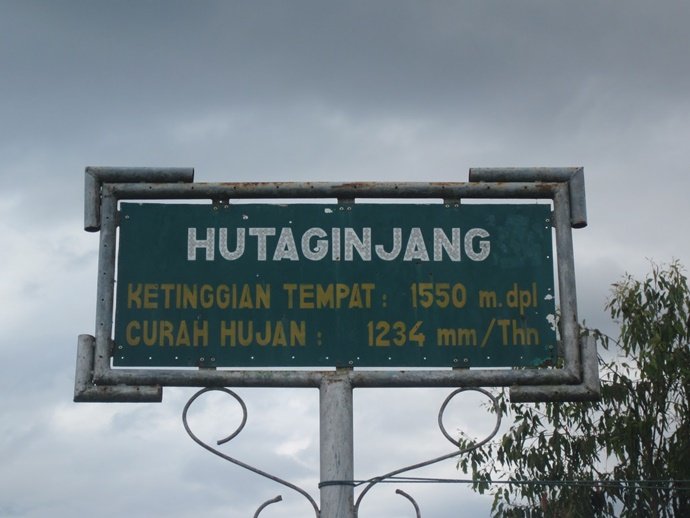 HUTAGINJANG
KETINGGIAN TEMPAT : 1550 m.dpl
CURAH HUJAN : 1234 mm/Thn